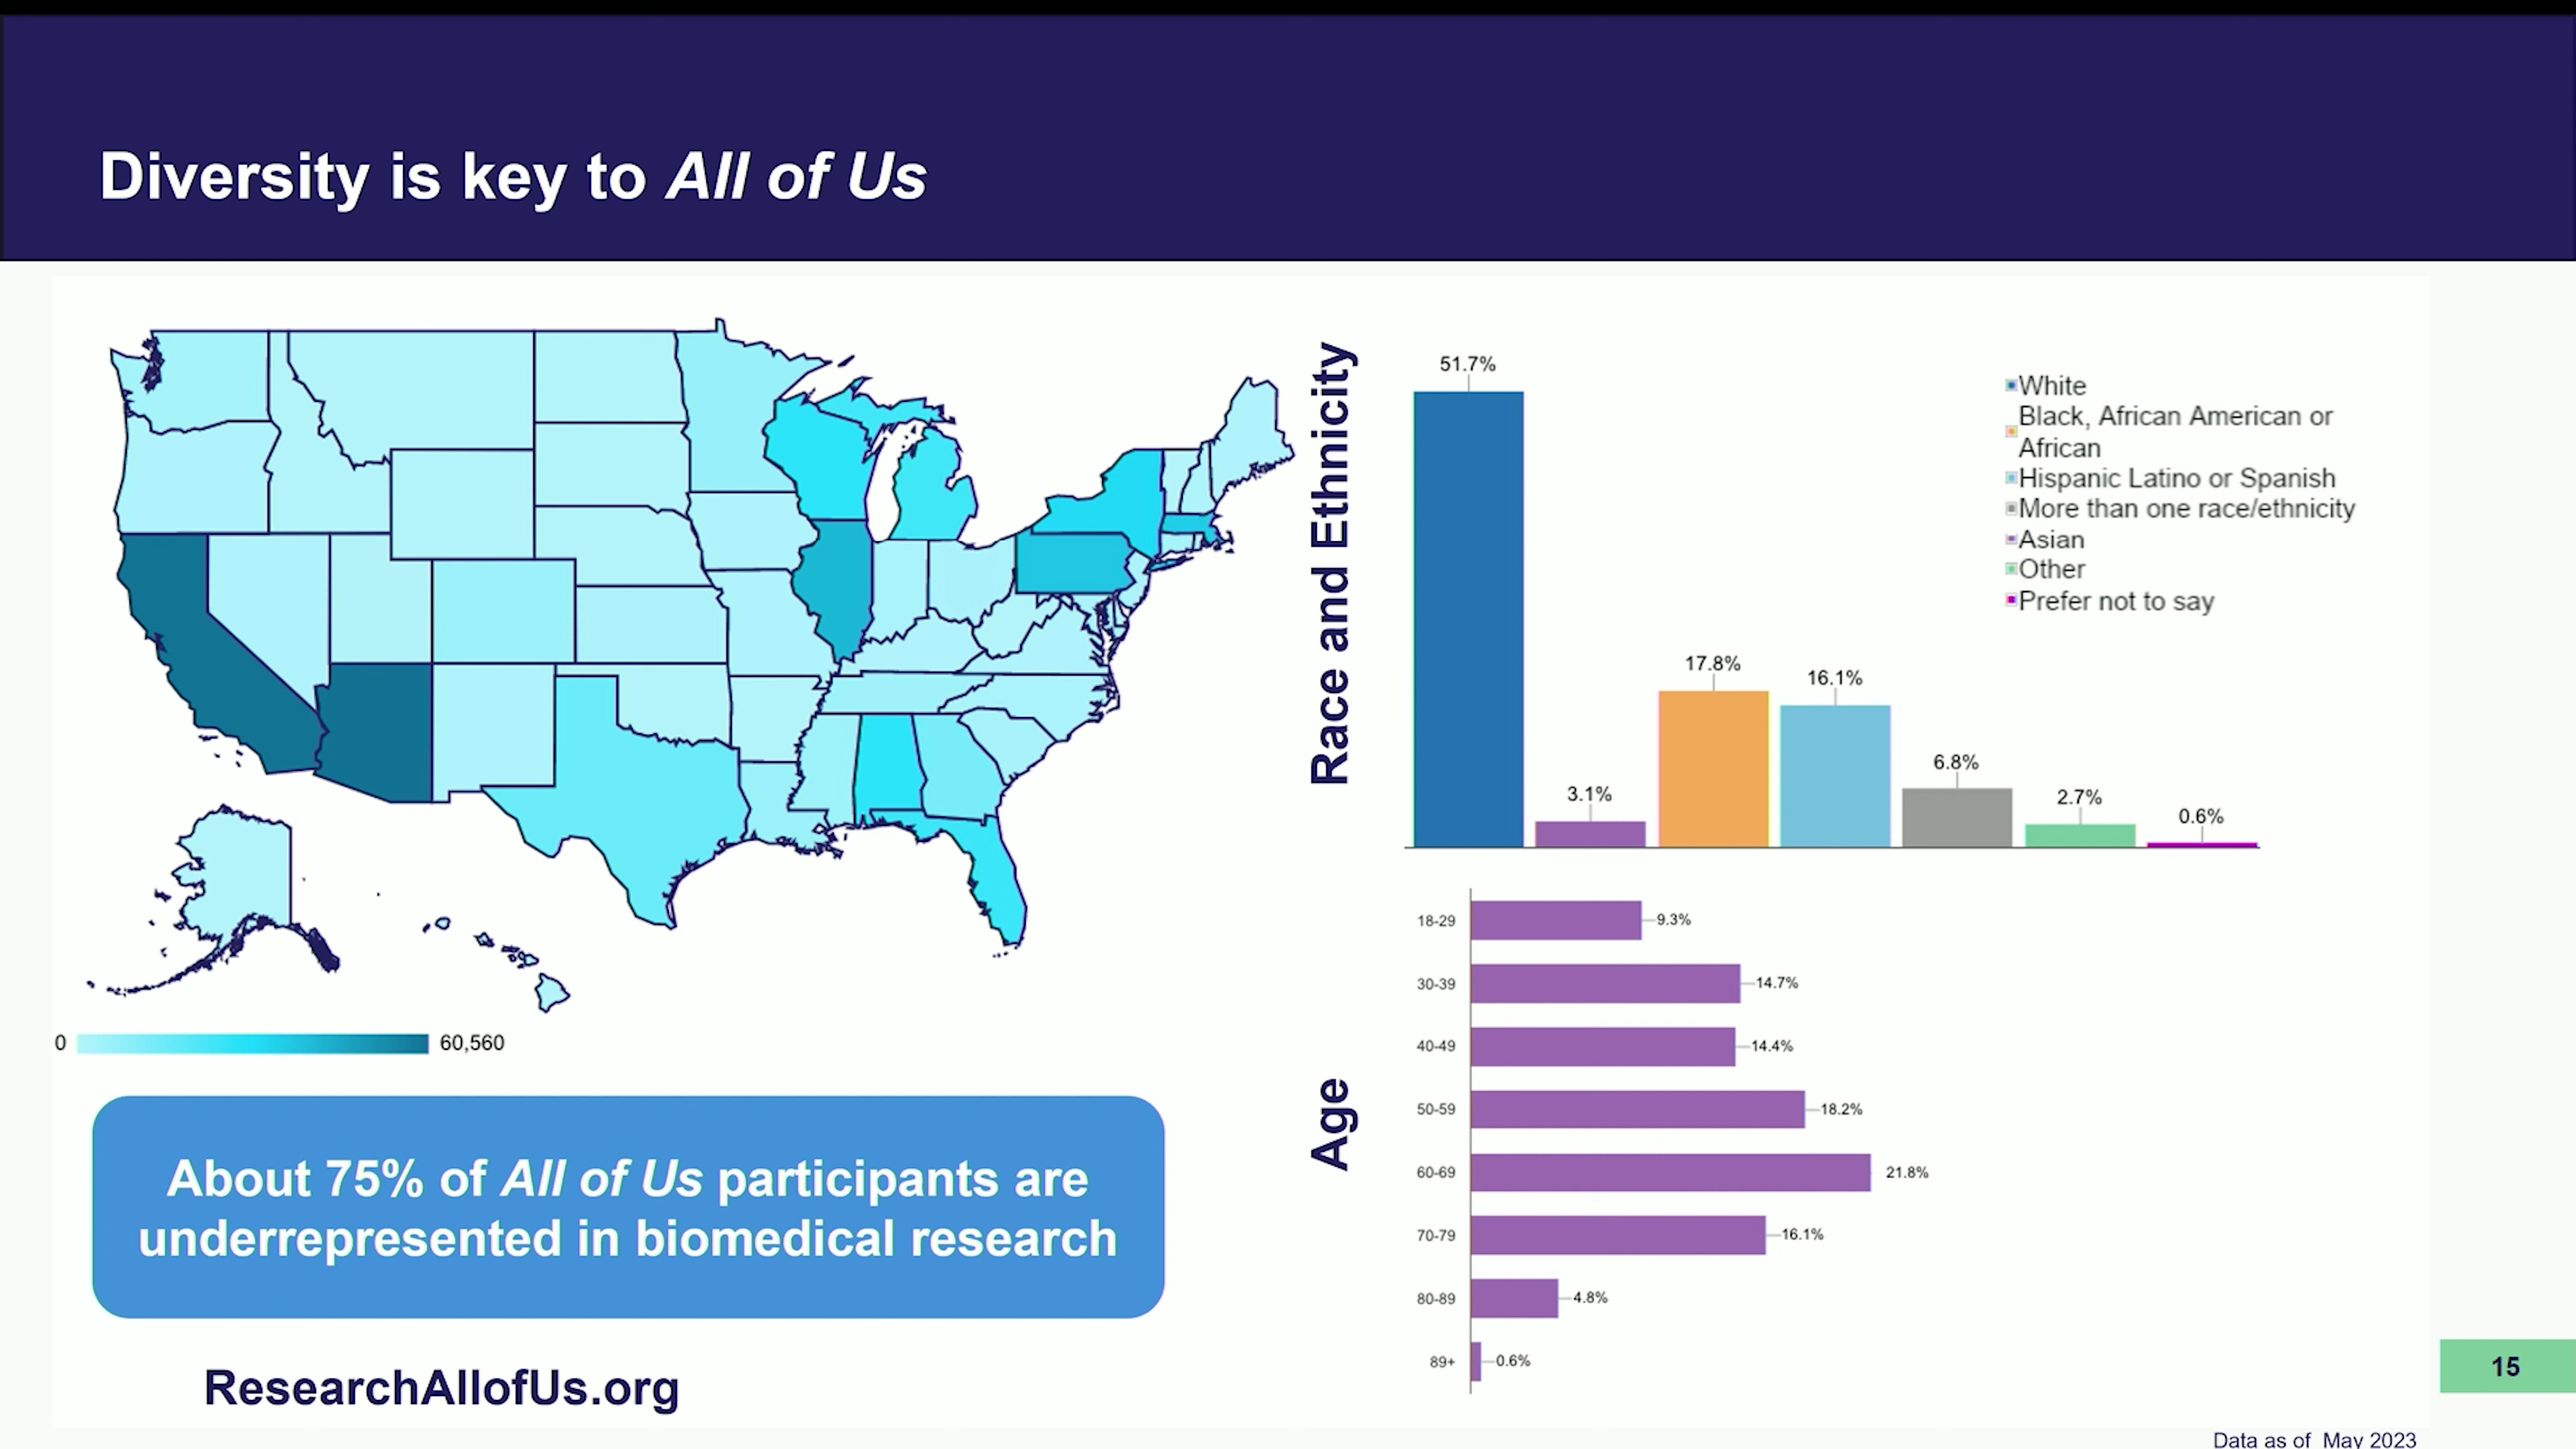 Diversity is key to All of Us
0
60,560
About 75% of All of Us participants are
underrepresented in biomedical research
ResearchAllofUs.org
Race and Ethnicity
51.7%
3.1%
17.8%
16.1%
6.8%
2.7%
0.6%
White
Black, African American or
African
Hispanic Latino or Spanish
More than one race/ethnicity
Asian
Other
Prefer not to say
Age
18-29 9.3%
30-39 14.7%
40-49 14.4%
50-59 18.2%
60-69 21.8%
70-79 16.1%
80-89 4.8%
89+ 0.6%
15
Data as of May 2023